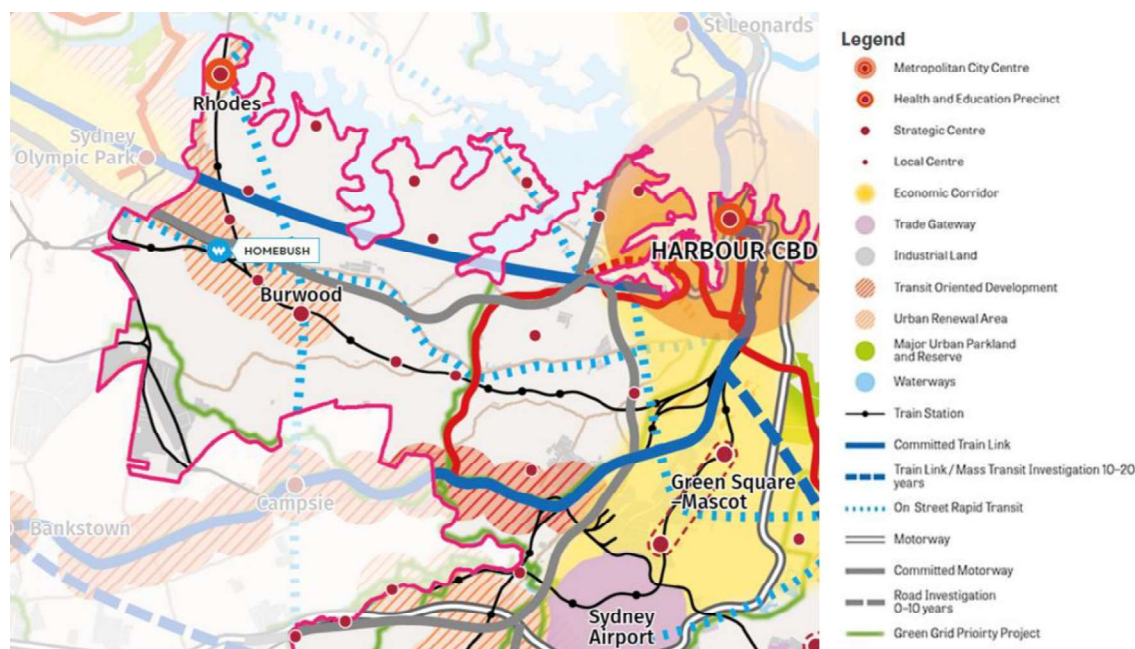 St Leonards
Rhodes
Sydney
Olympic Park
HOMEBUSH
HARBOUR CBD
Burwood
Green Square
–Mascot
Campsie
Bankstown
Sydney
Airport
Legend
Metropolitan City Centre
Health and Education Precinct
Strategic Centre
Local Centre
Economic Corridor
Trade Gateway
Industrial Land
Transit Oriented Development
Urban Renewal Area
Major Urban Parkland
and Reserve
Waterways
Train Station
Committed Train Link
Train Link / Mass Transit Investigation 10–20
years
On Street Rapid Transit
Motorway
Committed Motorway
Road Investigation
0–10 years
Green Grid Prioirty Project